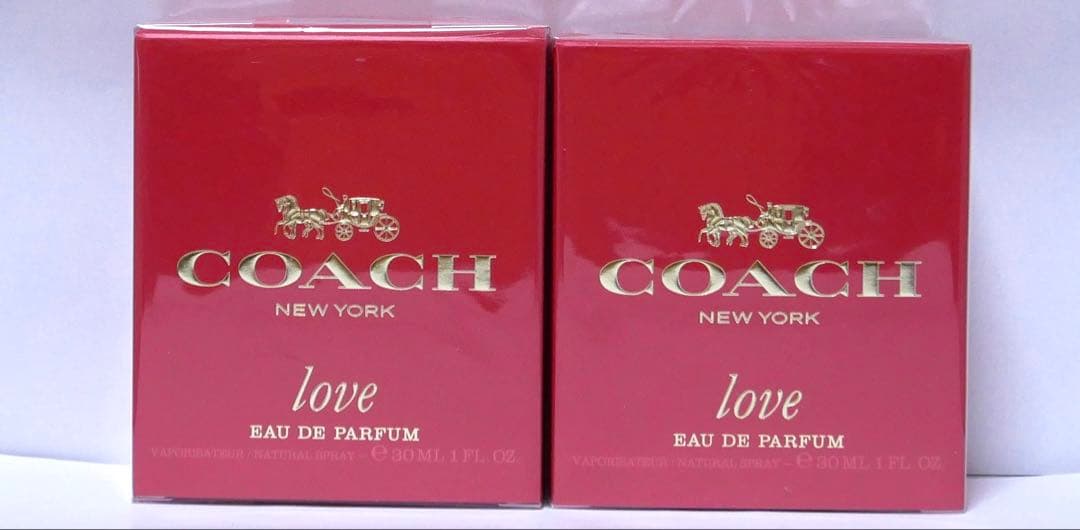 COACH
NEW YORK
love
EAU DE PARFUM
VAPORISATEUR · NATURAL SPRAY – ℮ 30 ML 1 FL. OZ.
COACH
NEW YORK
love
EAU DE PARFUM
VAPORISATEUR · NATURAL SPRAY – ℮ 30 ML 1 FL. OZ.